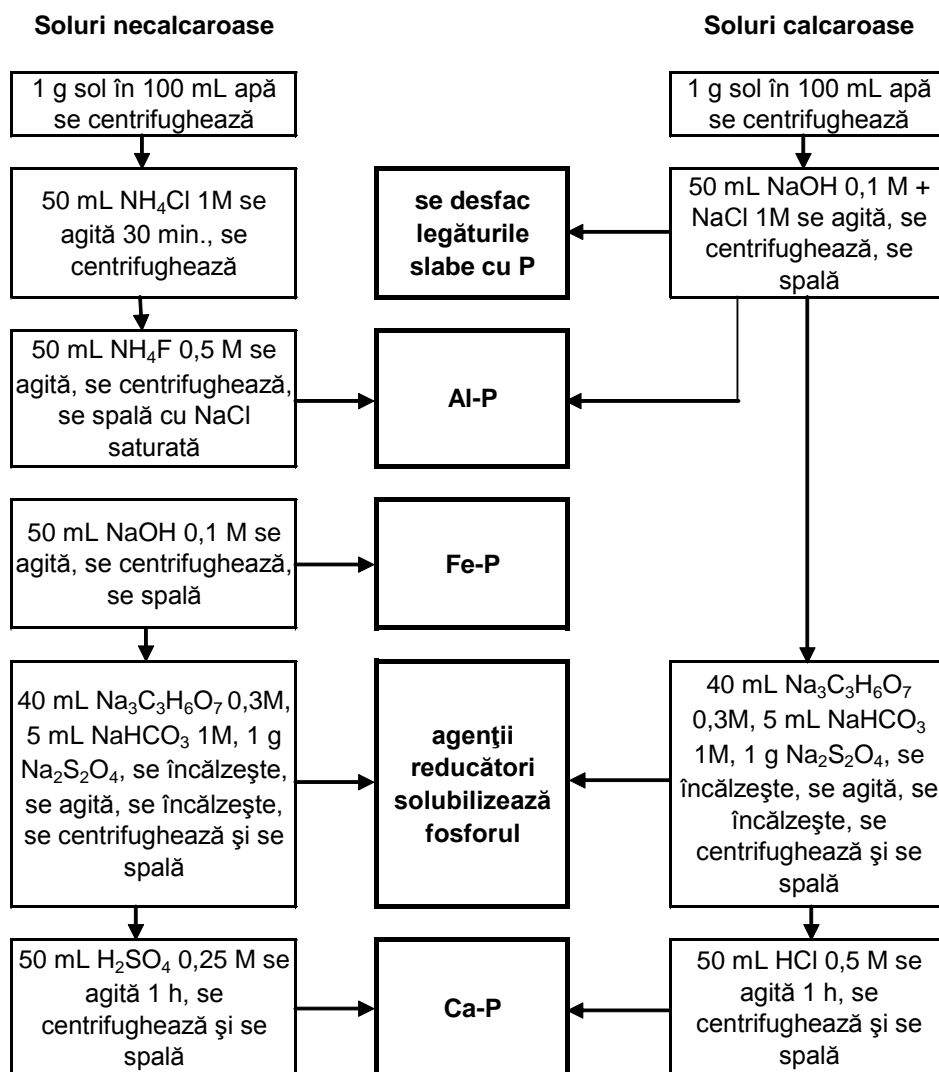 Soluri necalcaroase
Soluri calcaroase
1 g sol în 100 mL apă
se centrifughează
1 g sol în 100 mL apă
se centrifughează
50 mL NH₄Cl 1M se
agită 30 min., se
centrifughează
se desfac
legăturile
slabe cu P
50 mL NaOH 0,1 M +
NaCl 1M se agită, se
centrifughează, se
spală
50 mL NH₄F 0,5 M se
agită, se centrifughează,
se spală cu NaCl
saturată
Al-P
50 mL NaOH 0,1 M se
agită, se centrifughează,
se spală
Fe-P
40 mL Na₃C₃H₆O₇ 0,3M,
5 mL NaHCO₃ 1M, 1 g
Na₂S₂O₄, se încălzeşte,
se agită, se încălzeşte,
se centrifughează şi se
spală
agenţii
reducători
solubilizează
fosforul
40 mL Na₃C₃H₆O₇
0,3M, 5 mL NaHCO₃
1M, 1 g Na₂S₂O₄, se
încălzeşte, se agită, se
încălzeşte, se
centrifughează şi se
spală
50 mL H₂SO₄ 0,25 M se
agită 1 h, se
centrifughează şi se
spală
Ca-P
50 mL HCl 0,5 M se
agită 1 h, se
centrifughează şi se
spală